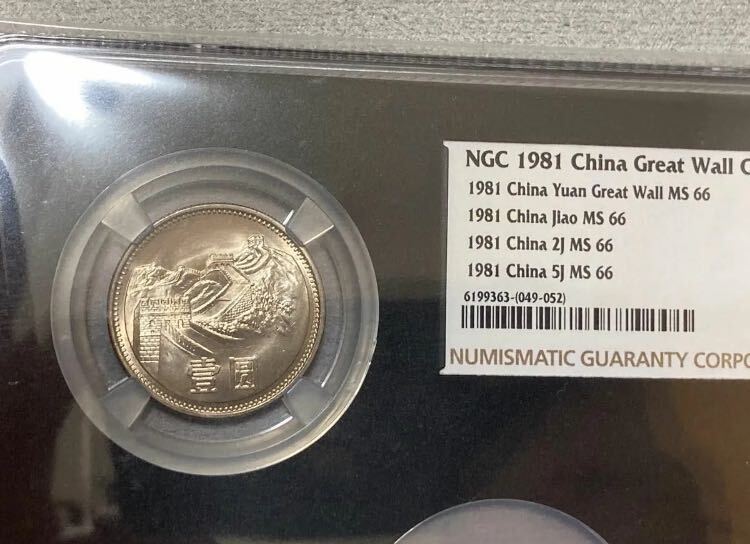 壹圆
NGC 1981 China Great Wall C
1981 China Yuan Great Wall MS 66
1981 China Jiao MS 66
1981 China 2J MS 66
1981 China 5J MS 66
6199363-(049-052)
NUMISMATIC GUARANTY CORPO